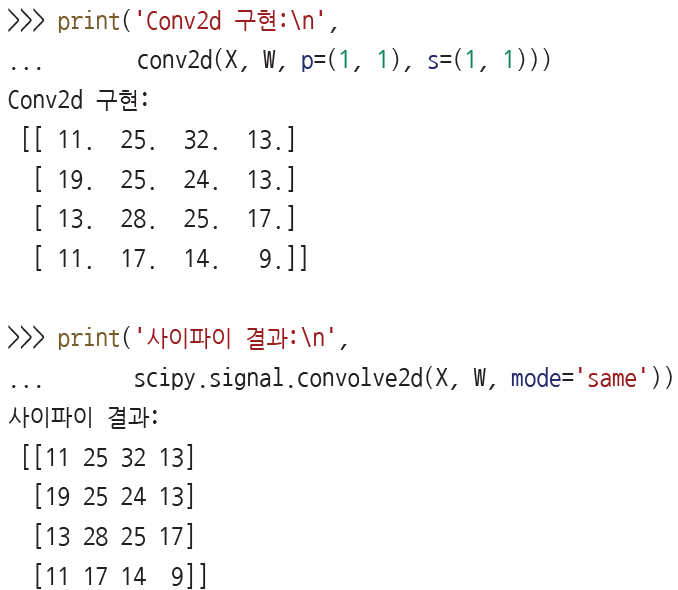 >>> print('Conv2d 구현:\n',
...       conv2d(X, W, p=(1, 1), s=(1, 1)))
Conv2d 구현:
 [[ 11.  25.  32.  13.]
  [ 19.  25.  24.  13.]
  [ 13.  28.  25.  17.]
  [ 11.  17.  14.   9.]]
>>> print('사이파이 결과:\n',
...       scipy.signal.convolve2d(X, W, mode='same'))
사이파이 결과:
 [[11 25 32 13]
  [19 25 24 13]
  [13 28 25 17]
  [11 17 14  9]]